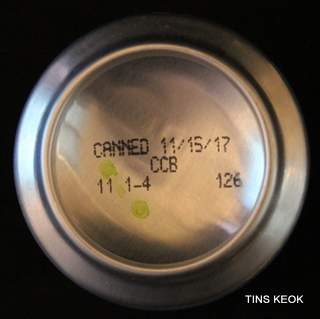 CANNED 11/15/17
CCB
11 1-4 126
TINS KEOK